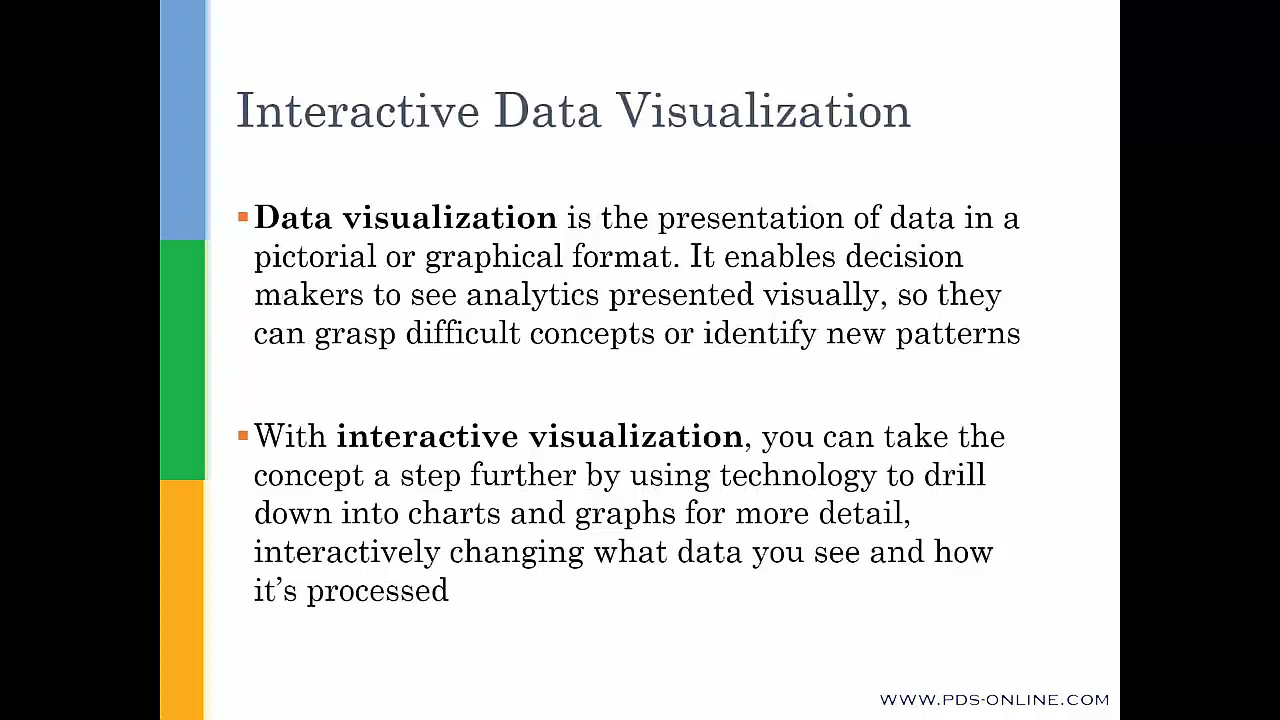 Interactive Data Visualization
▪Data visualization is the presentation of data in a
pictorial or graphical format. It enables decision
makers to see analytics presented visually, so they
can grasp difficult concepts or identify new patterns
▪With interactive visualization, you can take the
concept a step further by using technology to drill
down into charts and graphs for more detail,
interactively changing what data you see and how
it’s processed
WWW.PDS-ONLINE.COM